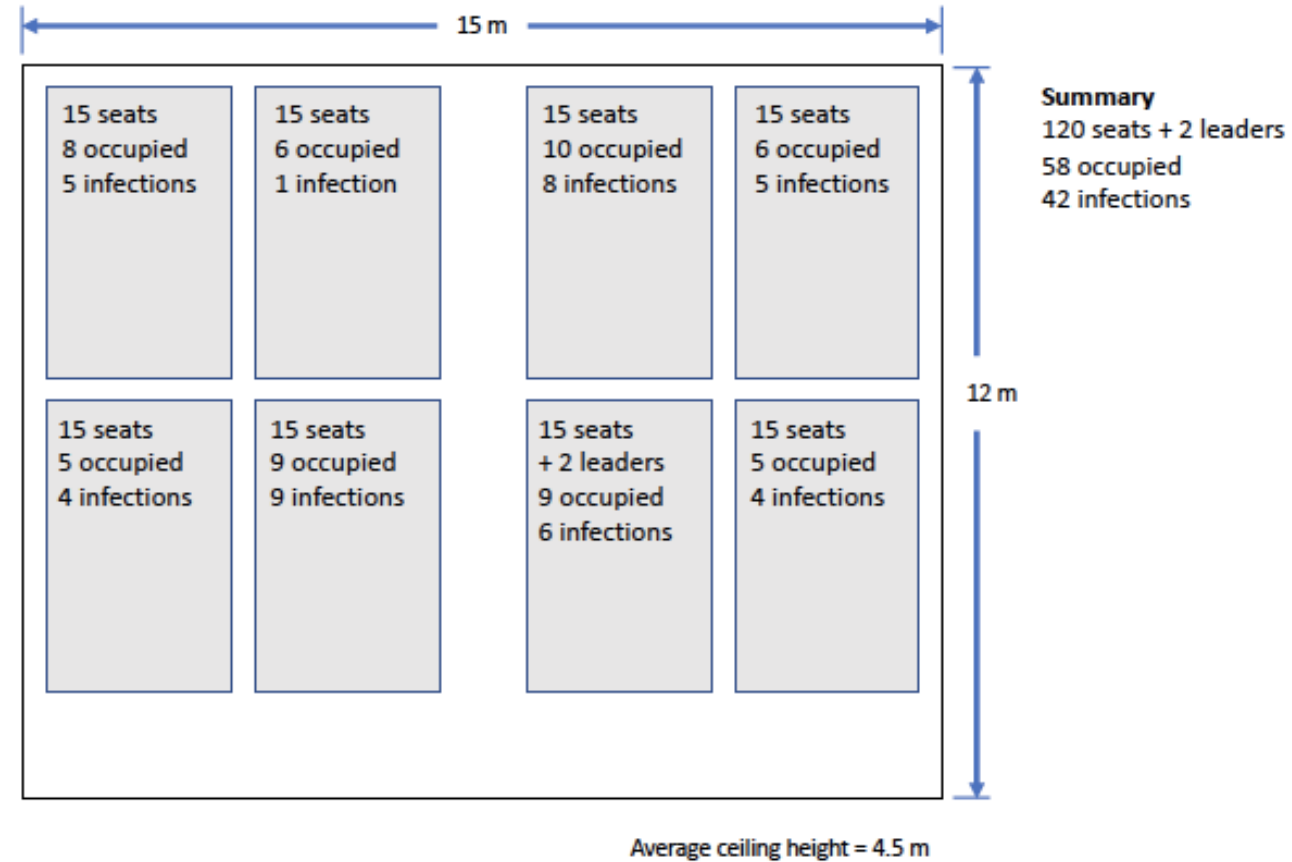 15 m
15 seats
8 occupied
5 infections
15 seats
6 occupied
1 infection
15 seats
10 occupied
8 infections
15 seats
6 occupied
5 infections
Summary
120 seats + 2 leaders
58 occupied
42 infections
12 m
15 seats
5 occupied
4 infections
15 seats
9 occupied
9 infections
15 seats
+ 2 leaders
9 occupied
6 infections
15 seats
5 occupied
4 infections
Average ceiling height = 4.5 m